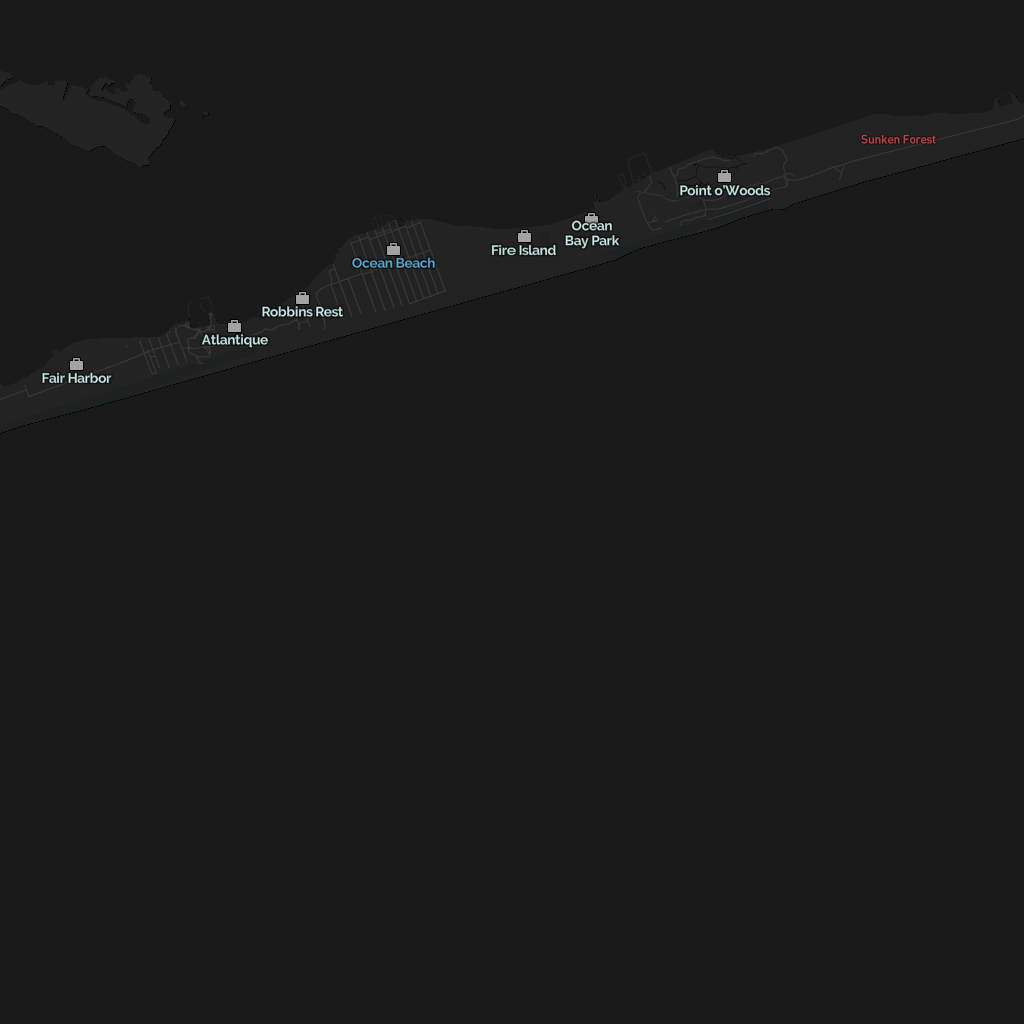 Sunken Forest
Point o'Woods
Ocean
Bay Park
Fire Island
Ocean Beach
Robbins Rest
Atlantique
Fair Harbor